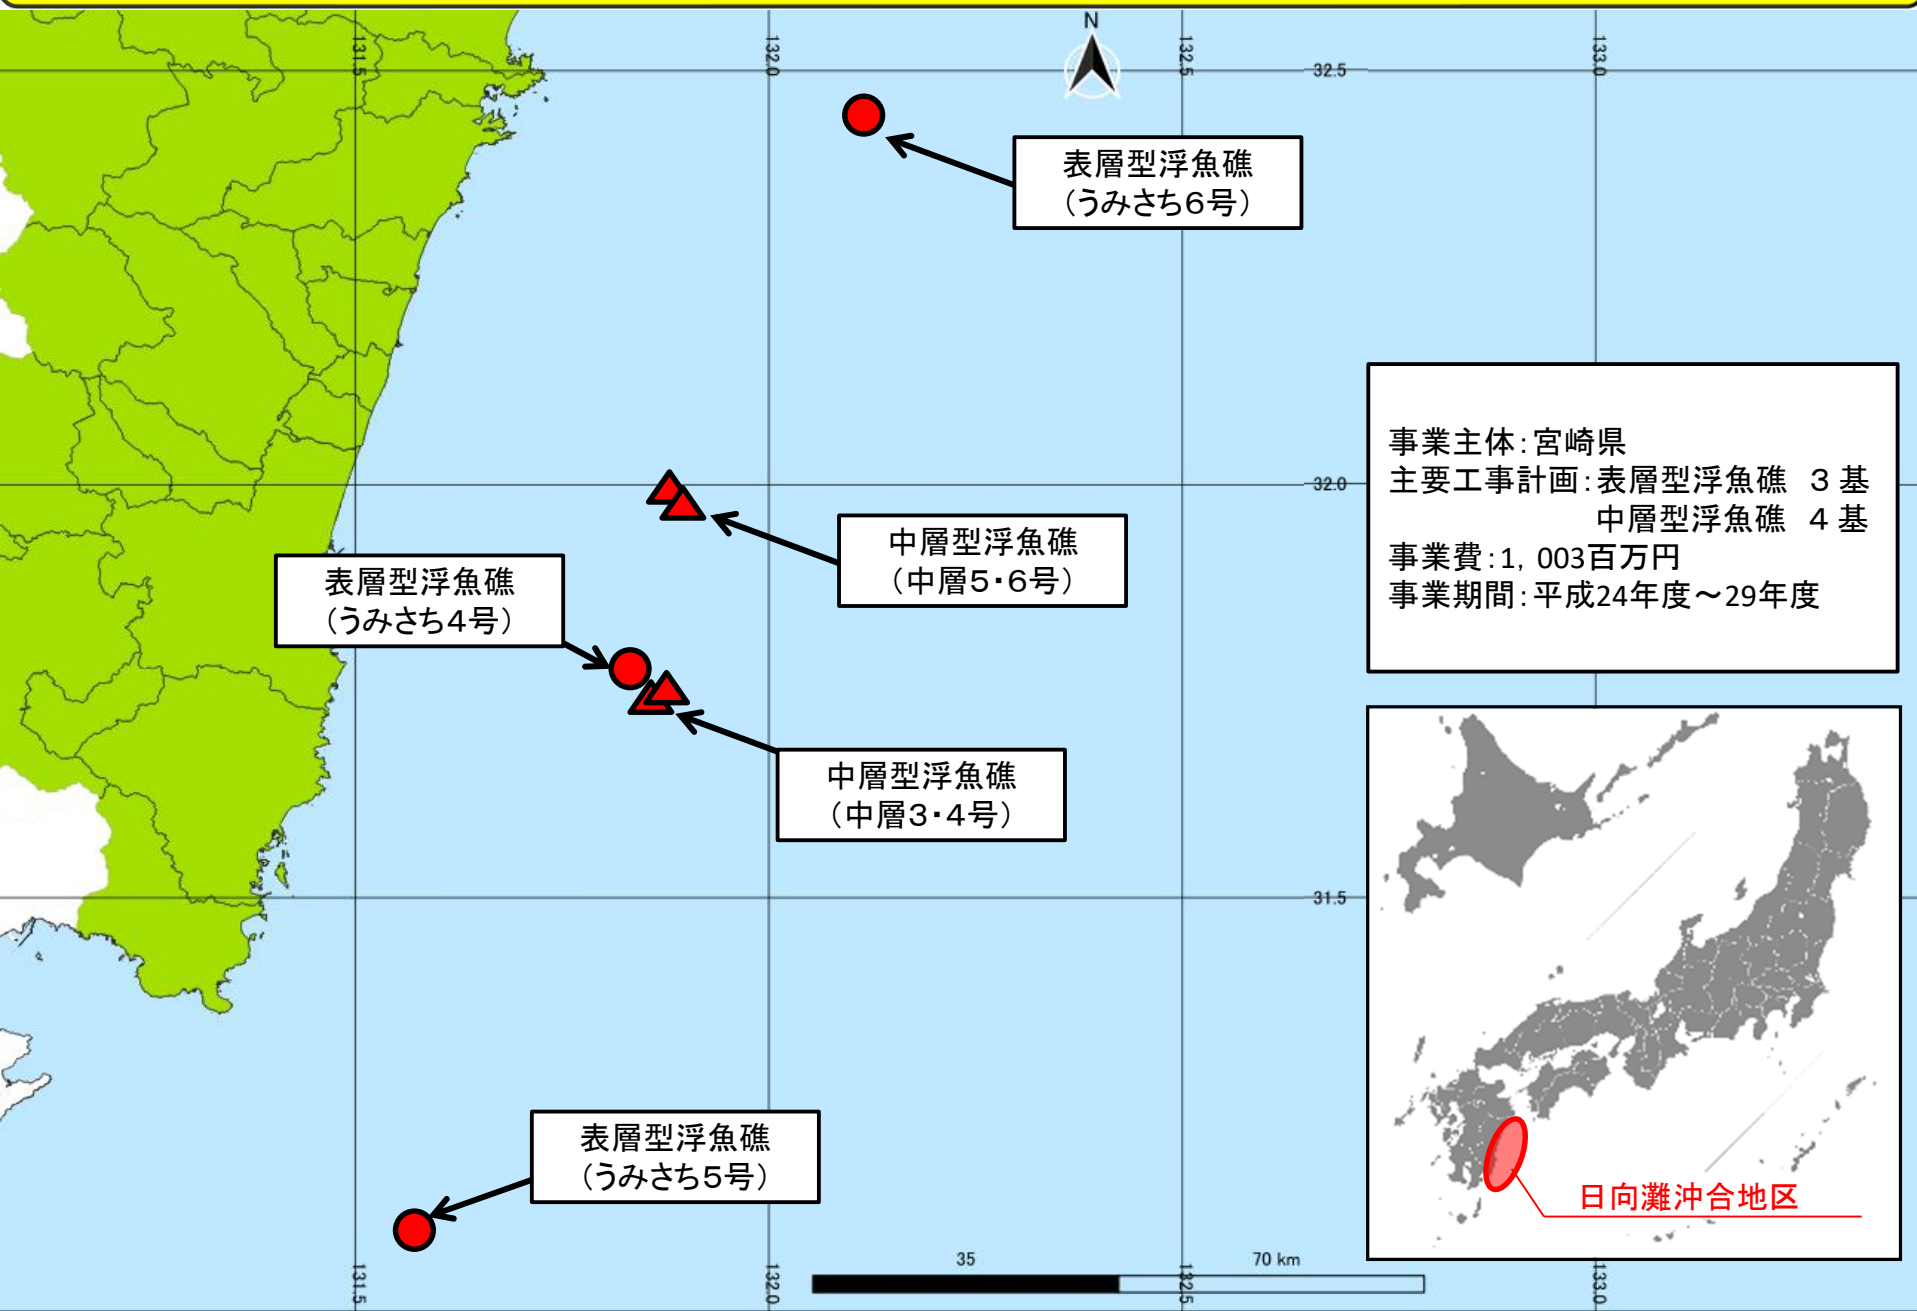 131.5
132.0
N
132.5
32.5
133.0
表層型浮魚礁
（うみさち６号）
事業主体：宮崎県
主要工事計画：表層型浮魚礁　３基
中層型浮魚礁　４基
事業費：1，003百万円
事業期間：平成24年度～29年度
32.0
中層型浮魚礁
（中層５・６号）
表層型浮魚礁
（うみさち４号）
中層型浮魚礁
（中層３・４号）
31.5
表層型浮魚礁
（うみさち５号）
日向灘沖合地区
35
70 km
131.5
132.0
132.5
133.0